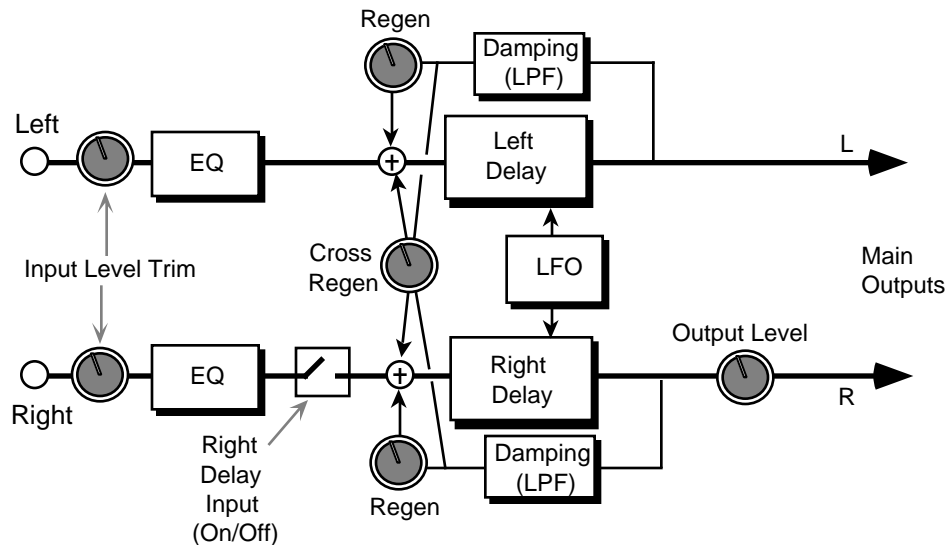 Regen
Damping
(LPF)
Left
EQ
+
Left
Delay
L
Input Level Trim
Cross
Regen
LFO
Main
Outputs
Output Level
Right
EQ
+
Right
Delay
R
Right
Delay
Input
(On/Off)
Regen
Damping
(LPF)